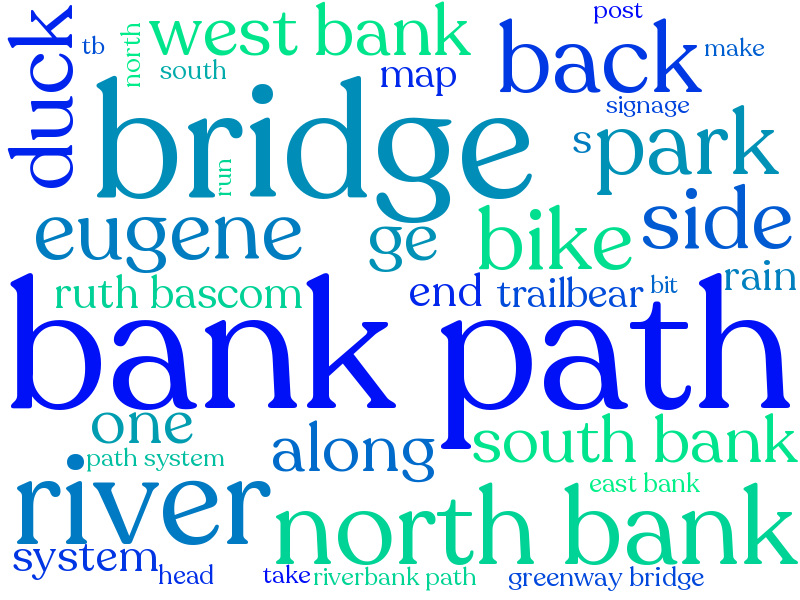 duck
tb
north
west bank
south
map
back
post
make
signage
bridge
run
s
park
eugene
ge
bike
side
ruth bascom
end
trailbear
bit
rain
bank path
one
path system
along
south bank
river
east bank
north bank
system
head
take
riverbank path
greenway bridge